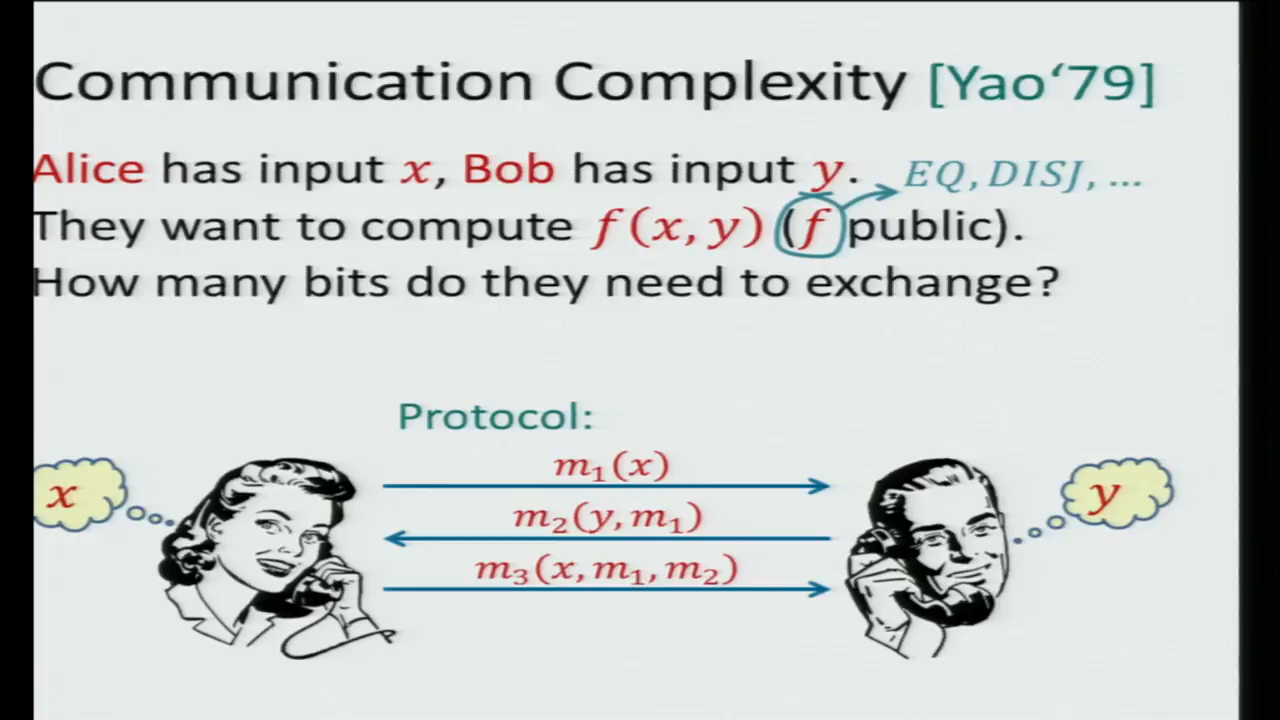 Communication Complexity [Yao‘79]
Alice has input x, Bob has input y.
EQ, DISJ, ...
They want to compute f(x, y) (f public).
How many bits do they need to exchange?
Protocol:
m₁(x)
x
y
m₂(y, m₁)
m₃(x, m₁, m₂)